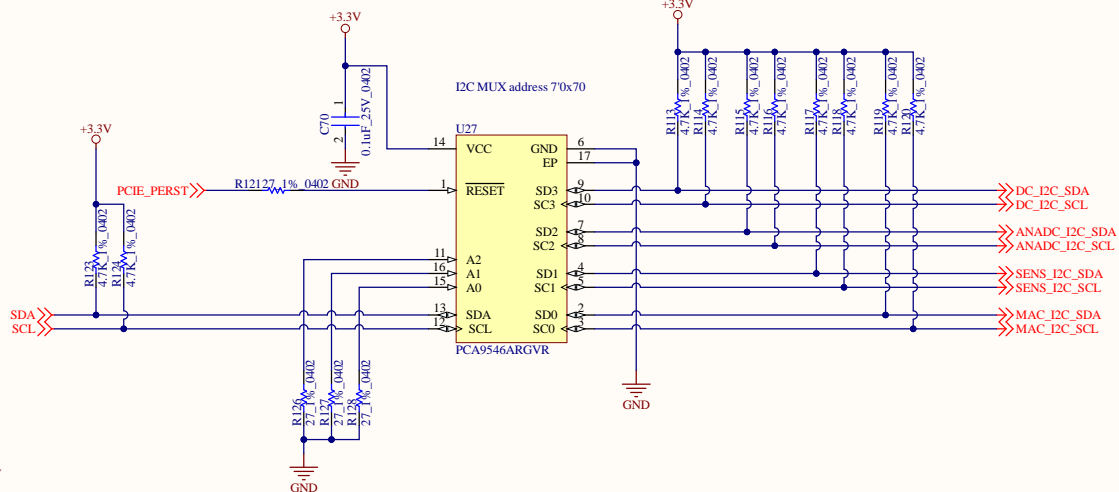 +3.3V
+3.3V
I2C MUX address 7'0x70
C70
1
2
0.1uF_25V_0402
GND
+3.3V
R113
4.7K_1%_0402
R114
4.7K_1%_0402
R115
4.7K_1%_0402
R116
4.7K_1%_0402
R117
4.7K_1%_0402
R118
4.7K_1%_0402
R119
4.7K_1%_0402
R120
4.7K_1%_0402
U27
14 VCC
GND 6
EP 17
PCIE_PERST
R121 27_1%_0402
1 RESET
SD3 9
DC_I2C_SDA
SC3 10
DC_I2C_SCL
SD2 7
ANADC_I2C_SDA
SC2 8
ANADC_I2C_SCL
R123
4.7K_1%_0402
R124
4.7K_1%_0402
11 A2
16 A1
15 A0
SD1 4
SENS_I2C_SDA
SC1 5
SENS_I2C_SCL
SDA
13 SDA
SD0 2
MAC_I2C_SDA
SCL
12 SCL
SC0 3
MAC_I2C_SCL
PCA9546ARGVR
R126
27_1%_0402
R127
27_1%_0402
R128
27_1%_0402
GND
GND